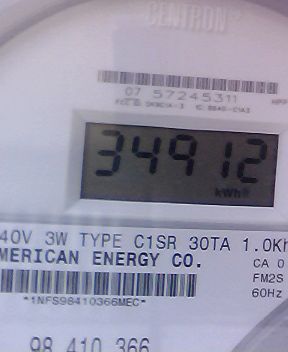 CENTRON
07 57245311
34912
kWh
40V 3W TYPE C1SR 30TA 1.0Kh
MERICAN ENERGY CO.
CA 0
FM2S
60Hz
*1NFS98410366MEC*
98 410 366